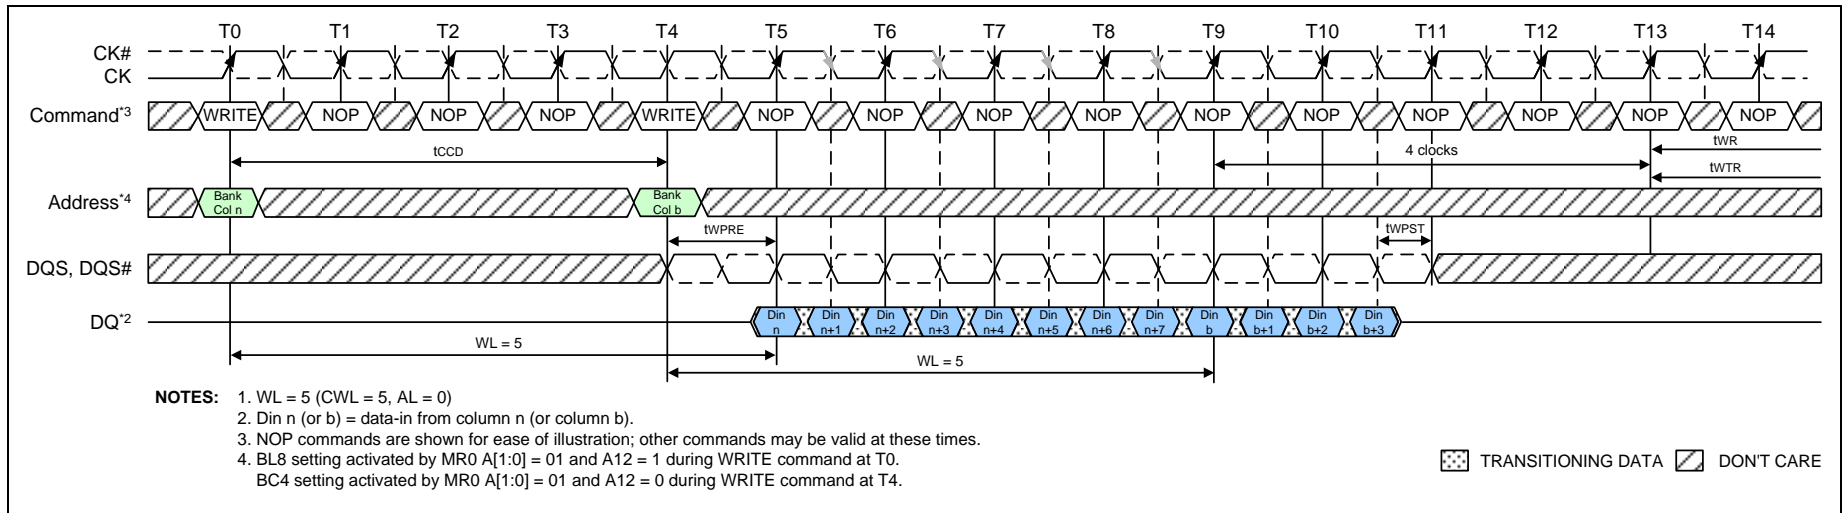 T0 T1 T2 T3 T4 T5 T6 T7 T8 T9 T10 T11 T12 T13 T14
CK#
CK
Command*3 WRITE NOP NOP NOP WRITE NOP NOP NOP NOP NOP NOP NOP NOP NOP NOP
tCCD 4 clocks tWR
tWTR
Address*4 Bank Col n Bank Col b
tWPRE tWPST
DQS, DQS#
DQ*2 Din n Din n+1 Din n+2 Din n+3 Din n+4 Din n+5 Din n+6 Din n+7 Din b Din b+1 Din b+2 Din b+3
WL = 5
WL = 5
NOTES: 1. WL = 5 (CWL = 5, AL = 0)
2. Din n (or b) = data-in from column n (or column b).
3. NOP commands are shown for ease of illustration; other commands may be valid at these times.
4. BL8 setting activated by MR0 A[1:0] = 01 and A12 = 1 during WRITE command at T0.
BC4 setting activated by MR0 A[1:0] = 01 and A12 = 0 during WRITE command at T4.
TRANSITIONING DATA DON'T CARE